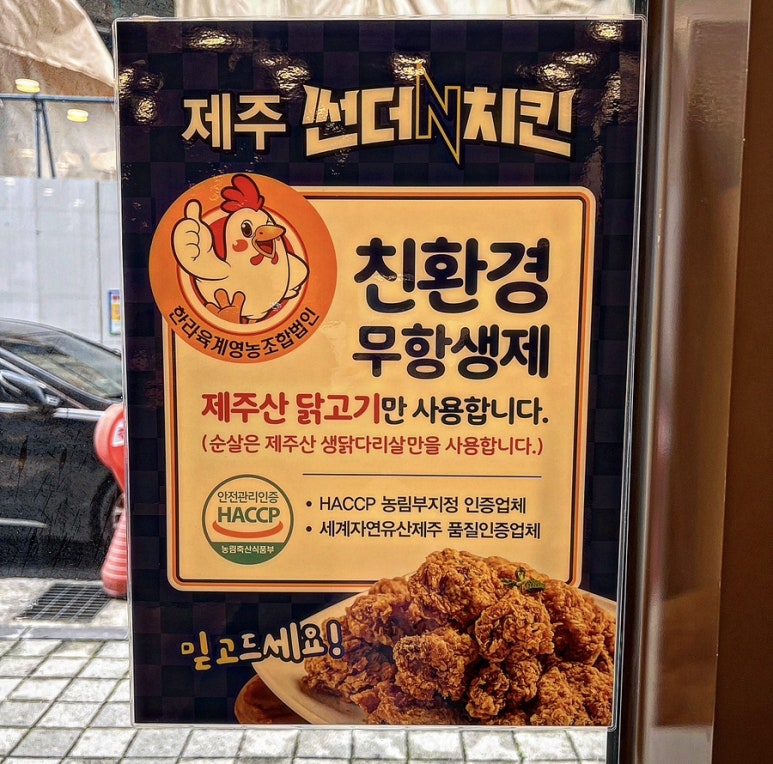 제주 썬더N치킨
한라육계영농조합법인
친환경
무항생제
제주산 닭고기만 사용합니다.
(순살은 제주산 생닭다리살만을 사용합니다.)
안전관리인증
HACCP
농림축산식품부
• HACCP 농림부지정 인증업체
• 세계자연유산제주 품질인증업체
믿고드세요!